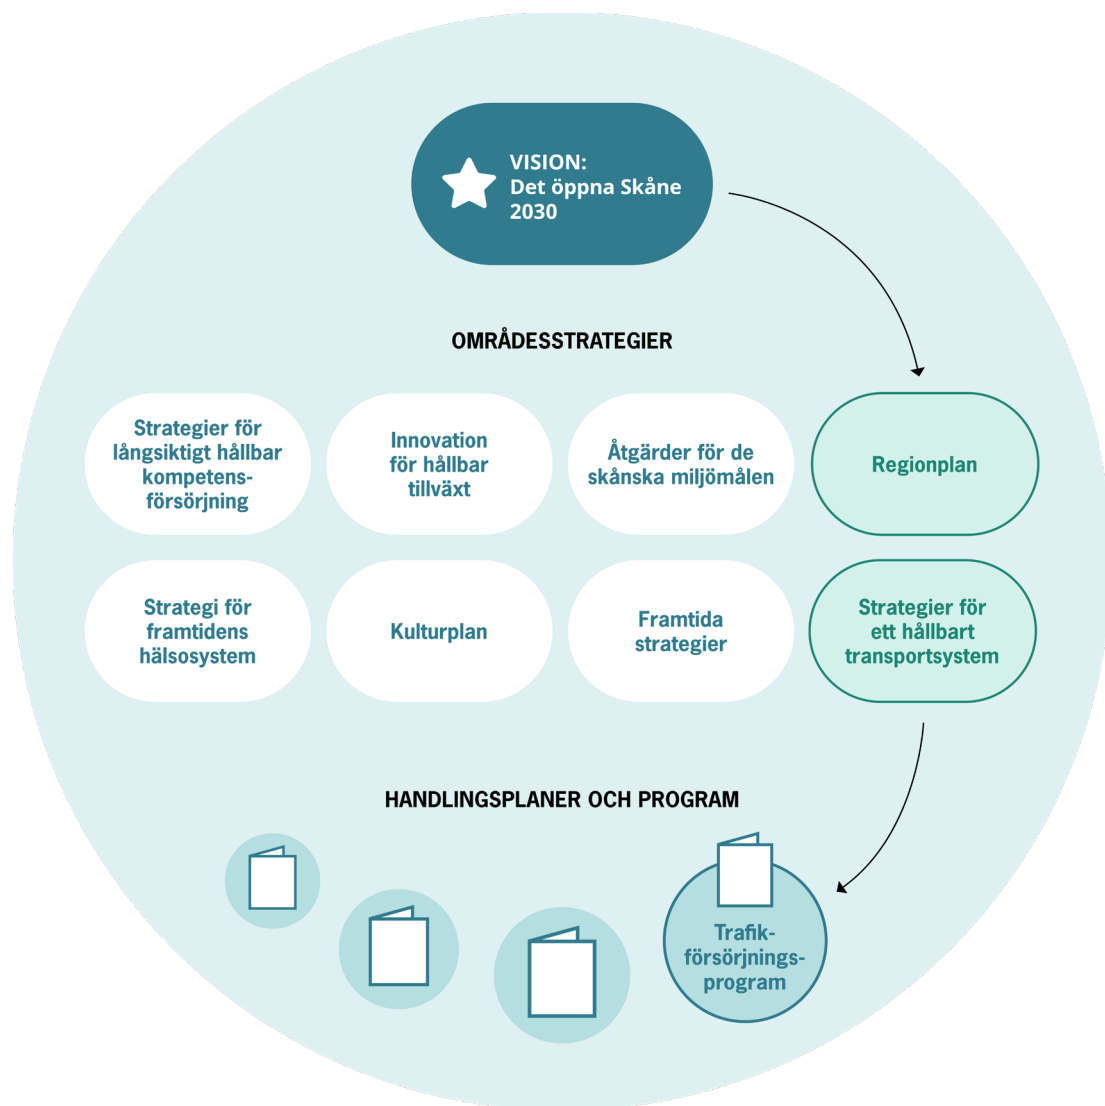 VISION:
Det öppna Skåne
2030
OMRÅDESSTRATEGIER
Strategier för
långsiktigt hållbar
kompetens-
försörjning
Innovation
för hållbar
tillväxt
Åtgärder för de
skånska miljömålen
Regionplan
Strategi för
framtidens
hälsosystem
Kulturplan
Framtida
strategier
Strategier för
ett hållbart
transportsystem
HANDLINGSPLANER OCH PROGRAM
Trafik-
försörjnings-
program